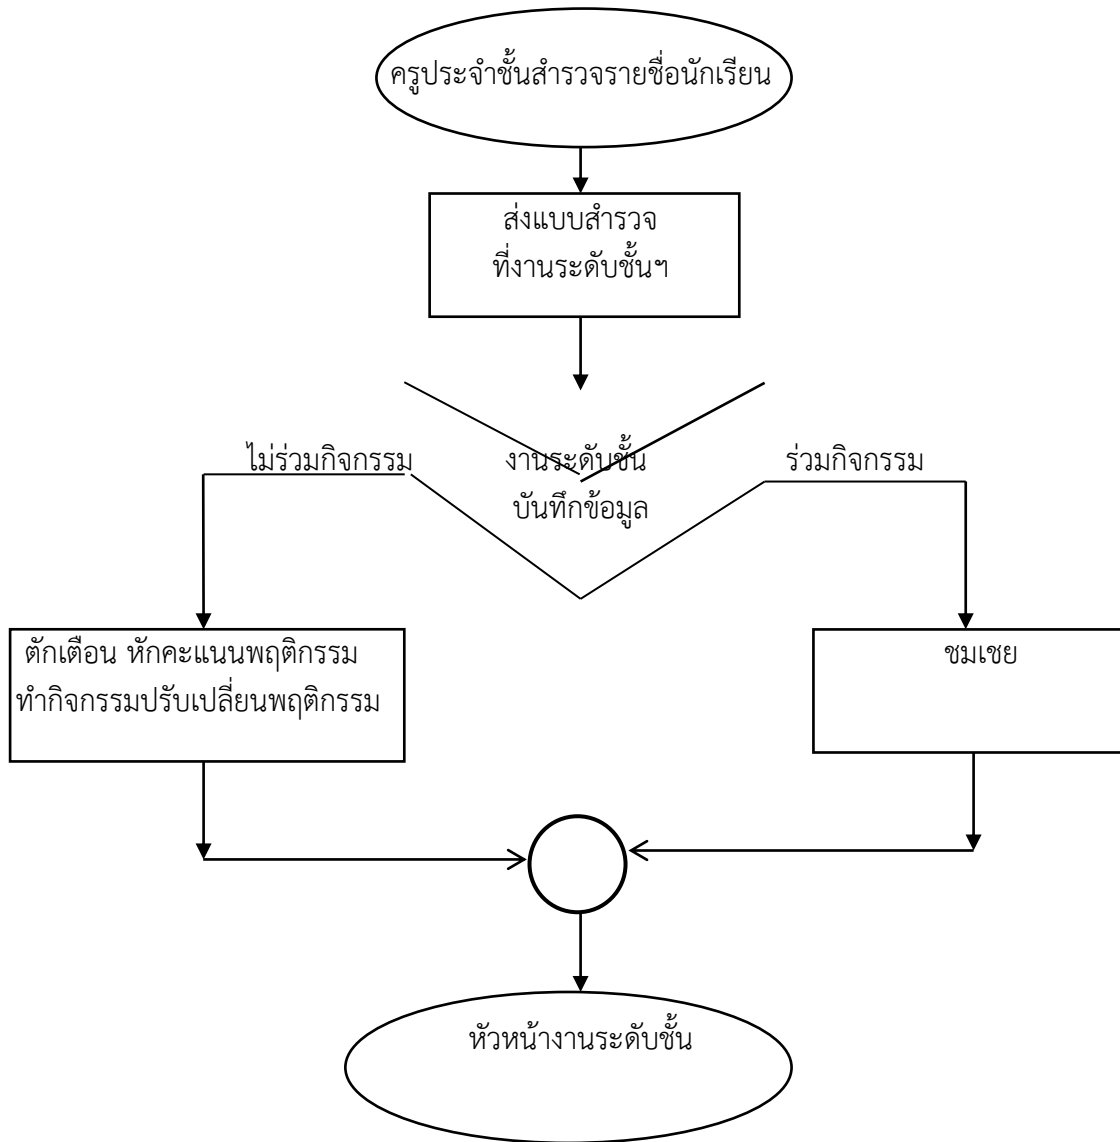 ครูประจำชั้นสำรวจรายชื่อนักเรียน
ส่งแบบสำรวจ
ที่งานระดับชั้นฯ
ไม่ร่วมกิจกรรม
งานระดับชั้น
บันทึกข้อมูล
ร่วมกิจกรรม
ตักเตือน หักคะแนนพฤติกรรม
ทำกิจกรรมปรับเปลี่ยนพฤติกรรม
ชมเชย
หัวหน้างานระดับชั้น